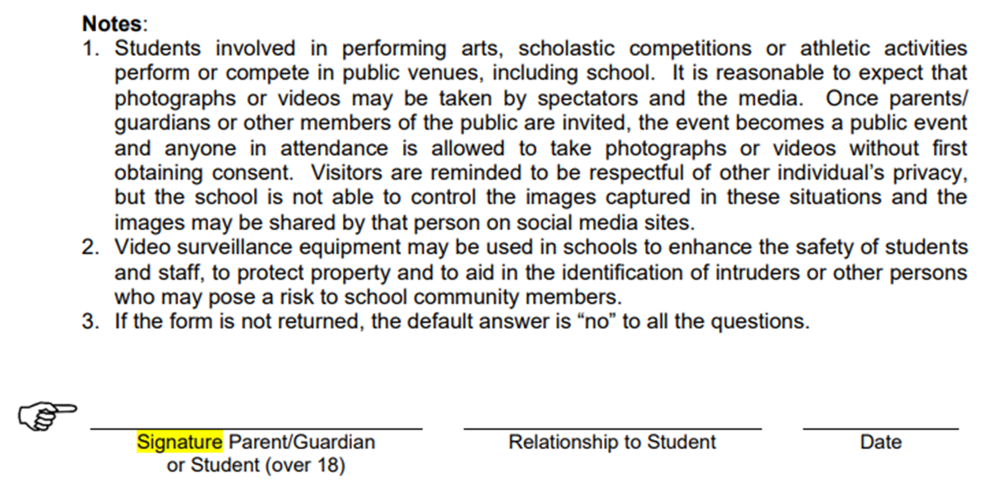 Notes:
1. Students involved in performing arts, scholastic competitions or athletic activities
perform or compete in public venues, including school. It is reasonable to expect that
photographs or videos may be taken by spectators and the media. Once parents/
guardians or other members of the public are invited, the event becomes a public event
and anyone in attendance is allowed to take photographs or videos without first
obtaining consent. Visitors are reminded to be respectful of other individual’s privacy,
but the school is not able to control the images captured in these situations and the
images may be shared by that person on social media sites.
2. Video surveillance equipment may be used in schools to enhance the safety of students
and staff, to protect property and to aid in the identification of intruders or other persons
who may pose a risk to school community members.
3. If the form is not returned, the default answer is “no” to all the questions.
Signature Parent/Guardian
or Student (over 18)
Relationship to Student
Date